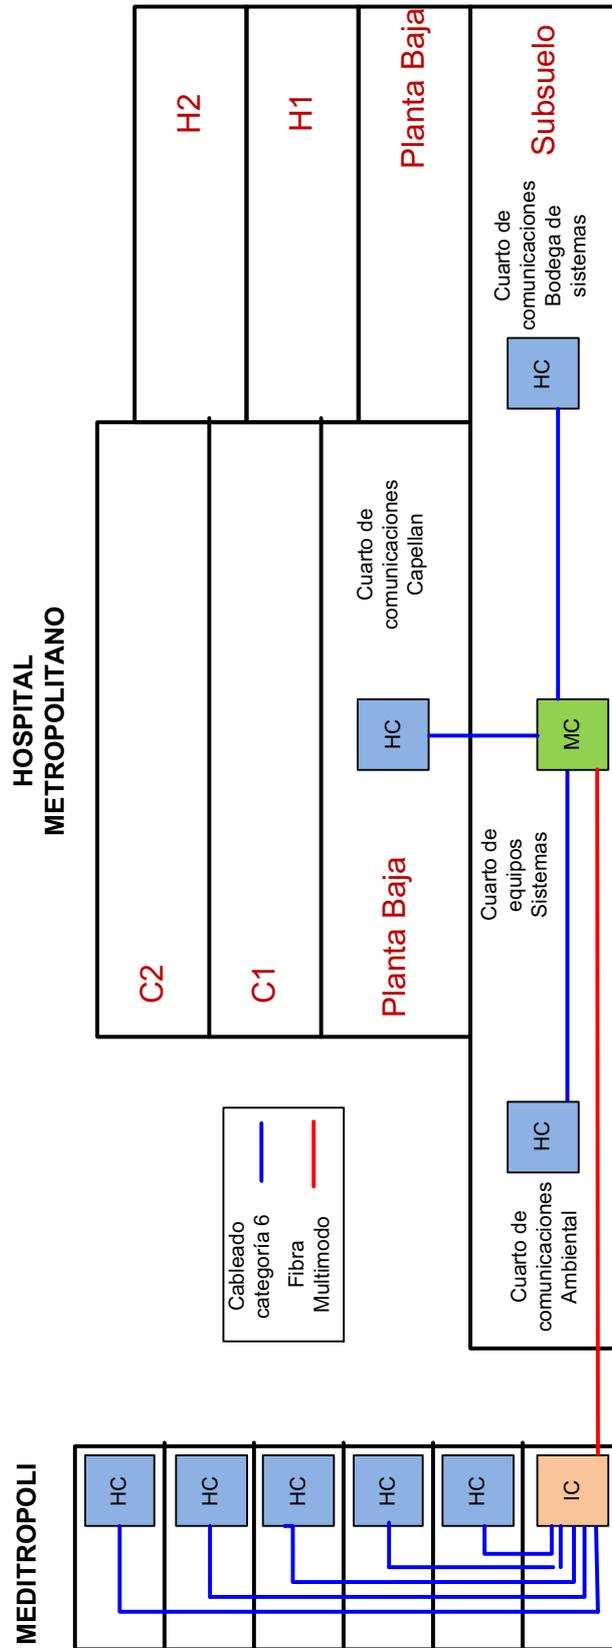 MEDITROPOLI
HC
HC
HC
HC
HC
IC
Cableado
categoría 6
Fibra
Multimodo
HOSPITAL
METROPOLITANO
C2
C1
Planta Baja
HC
Cuarto de
comunicaciones
Capellan
H2
H1
Planta Baja
Subsuelo
HC
Cuarto de
comunicaciones
Ambiental
Cuarto de
equipos
Sistemas
MC
HC
Cuarto de
comunicaciones
Bodega de
sistemas